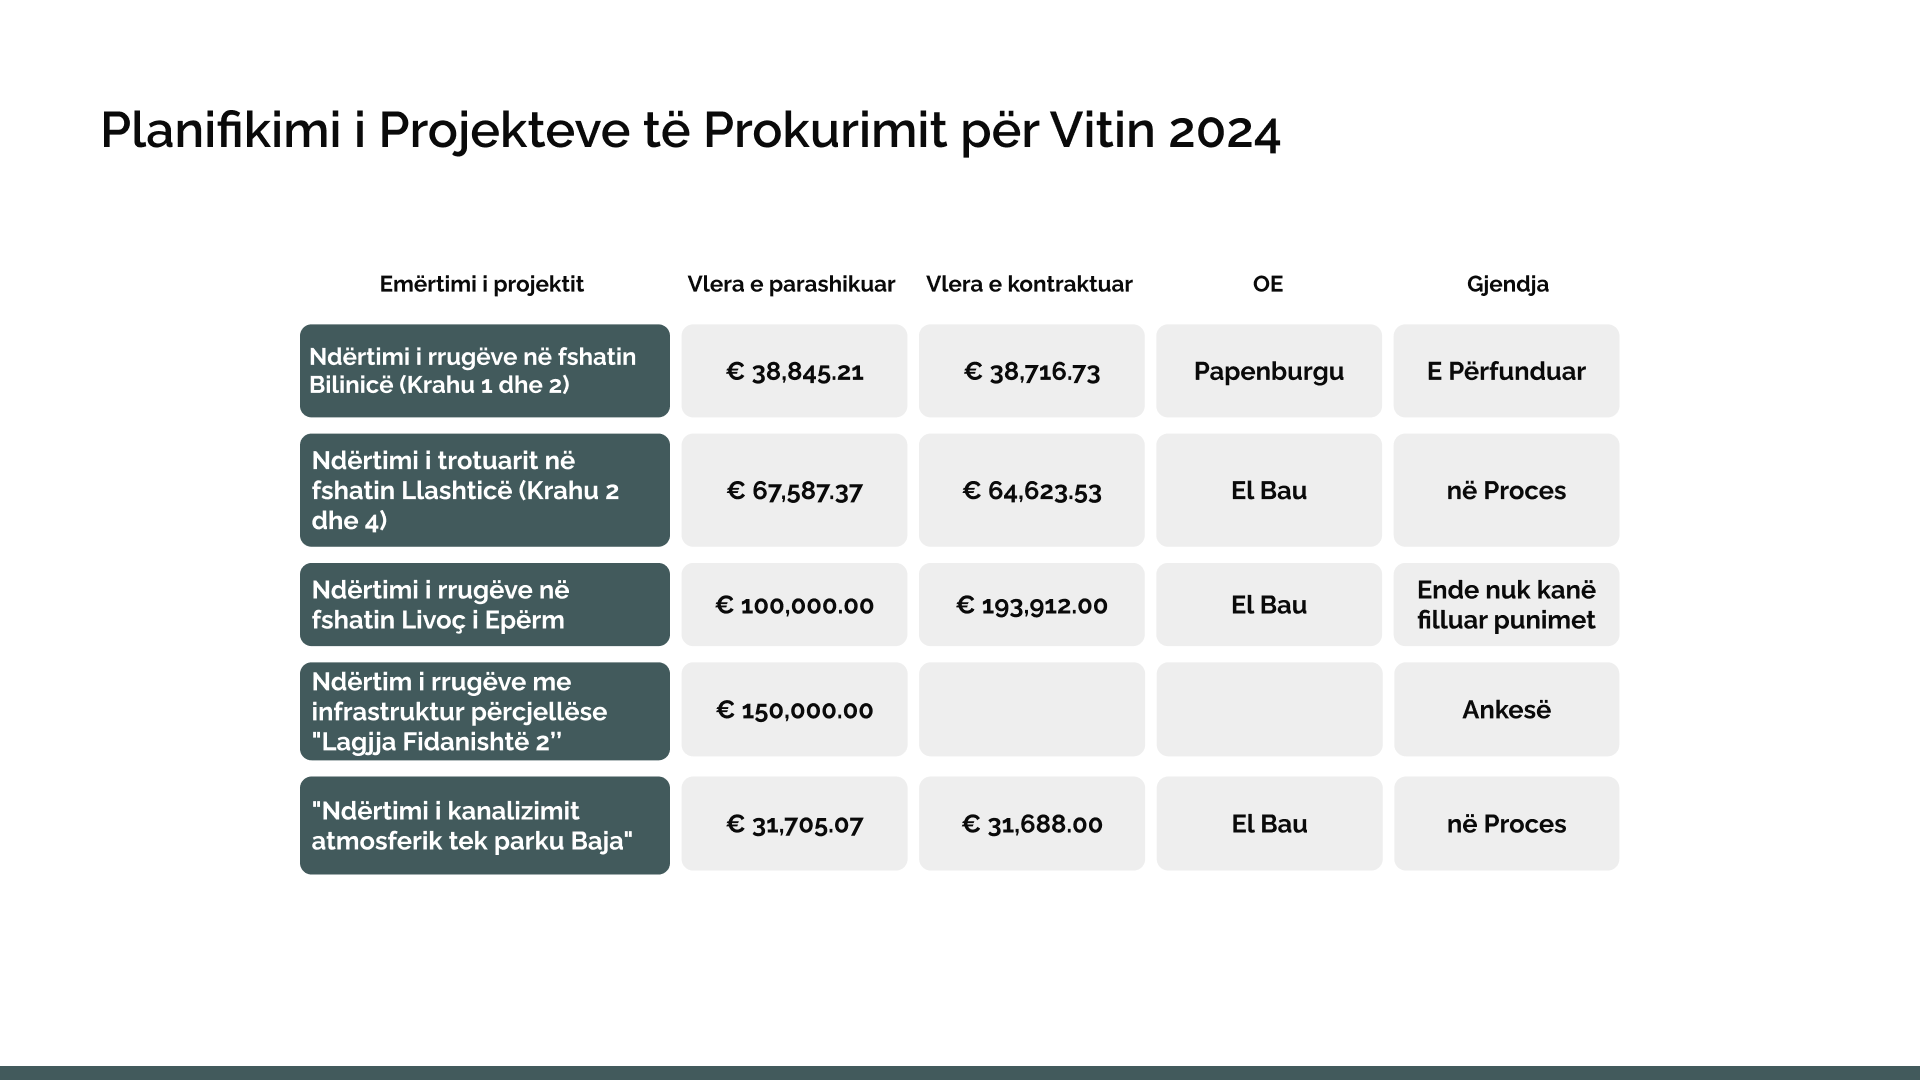 Planifikimi i Projekteve të Prokurimit për Vitin 2024
Emërtimi i projektit
Vlera e parashikuar
Vlera e kontraktuar
OE
Gjendja
Ndërtimi i rrugëve në fshatin
Bilinicë (Krahu 1 dhe 2)
€ 38,845.21
€ 38,716.73
Papenburgu
E Përfunduar
Ndërtimi i trotuarit në
fshatin Llashticë (Krahu 2
dhe 4)
€ 67,587.37
€ 64,623.53
El Bau
në Proces
Ndërtimi i rrugëve në
fshatin Livoç i Epërm
€ 100,000.00
€ 193,912.00
El Bau
Ende nuk kanë
filluar punimet
Ndërtim i rrugëve me
infrastruktur përcjellëse
"Lagjja Fidanishtë 2’’
€ 150,000.00
Ankesë
"Ndërtimi i kanalizimit
atmosferik tek parku Baja"
€ 31,705.07
€ 31,688.00
El Bau
në Proces